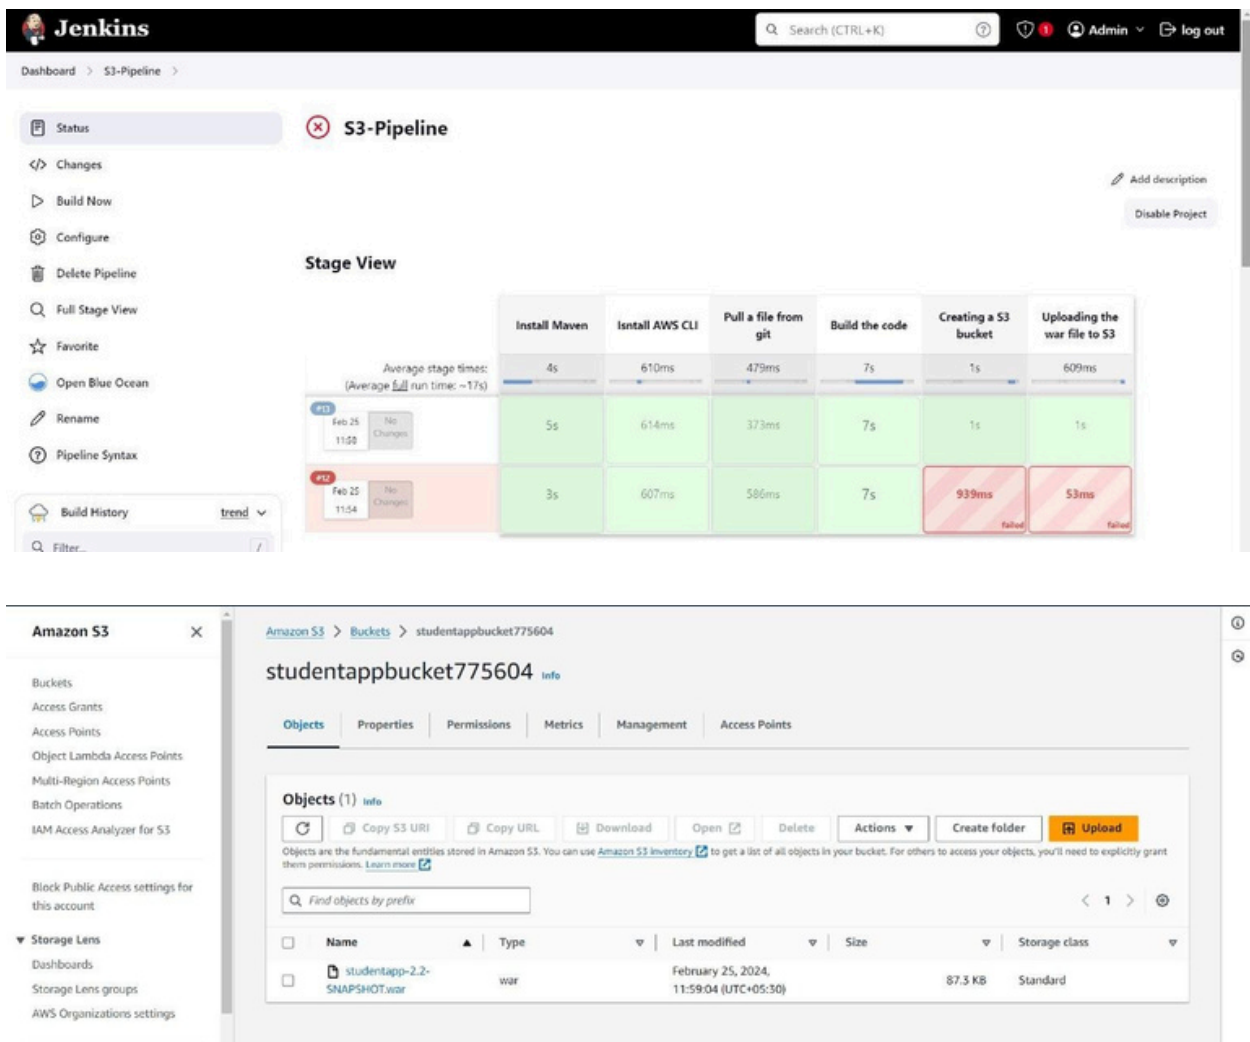 Jenkins
Search (CTRL+K)
1
Admin
log out
Dashboard > S3-Pipeline >
Status
Changes
Build Now
Configure
Delete Pipeline
Full Stage View
Favorite
Open Blue Ocean
Rename
Pipeline Syntax
Build History
trend
Filter...
/
S3-Pipeline
Add description
Disable Project
Stage View
Install Maven
Isntall AWS CLI
Pull a file from
git
Build the code
Creating a S3
bucket
Uploading the
war file to S3
Average stage times:
(Average full run time: ~17s)
4s
610ms
479ms
7s
1s
609ms
#13
Feb 25
11:58
No
Changes
5s
614ms
373ms
7s
1s
1s
#12
Feb 25
11:54
No
Changes
3s
607ms
586ms
7s
939ms
failed
53ms
failed
Amazon S3
Buckets
Access Grants
Access Points
Object Lambda Access Points
Multi-Region Access Points
Batch Operations
IAM Access Analyzer for S3
Block Public Access settings for
this account
Storage Lens
Dashboards
Storage Lens groups
AWS Organizations settings
Amazon S3 > Buckets > studentappbucket775604
studentappbucket775604 Info
Objects
Properties
Permissions
Metrics
Management
Access Points
Objects (1) Info
Copy S3 URI
Copy URL
Download
Open
Delete
Actions
Create folder
Upload
Objects are the fundamental entities stored in Amazon S3. You can use Amazon S3 inventory to get a list of all objects in your bucket. For others to access your objects, you'll need to explicitly grant
them permissions. Learn more
Find objects by prefix
< 1 >
Name
Type
Last modified
Size
Storage class
studentapp-2.2-
SNAPSHOT.war
war
February 25, 2024,
11:59:04 (UTC+05:30)
87.3 KB
Standard